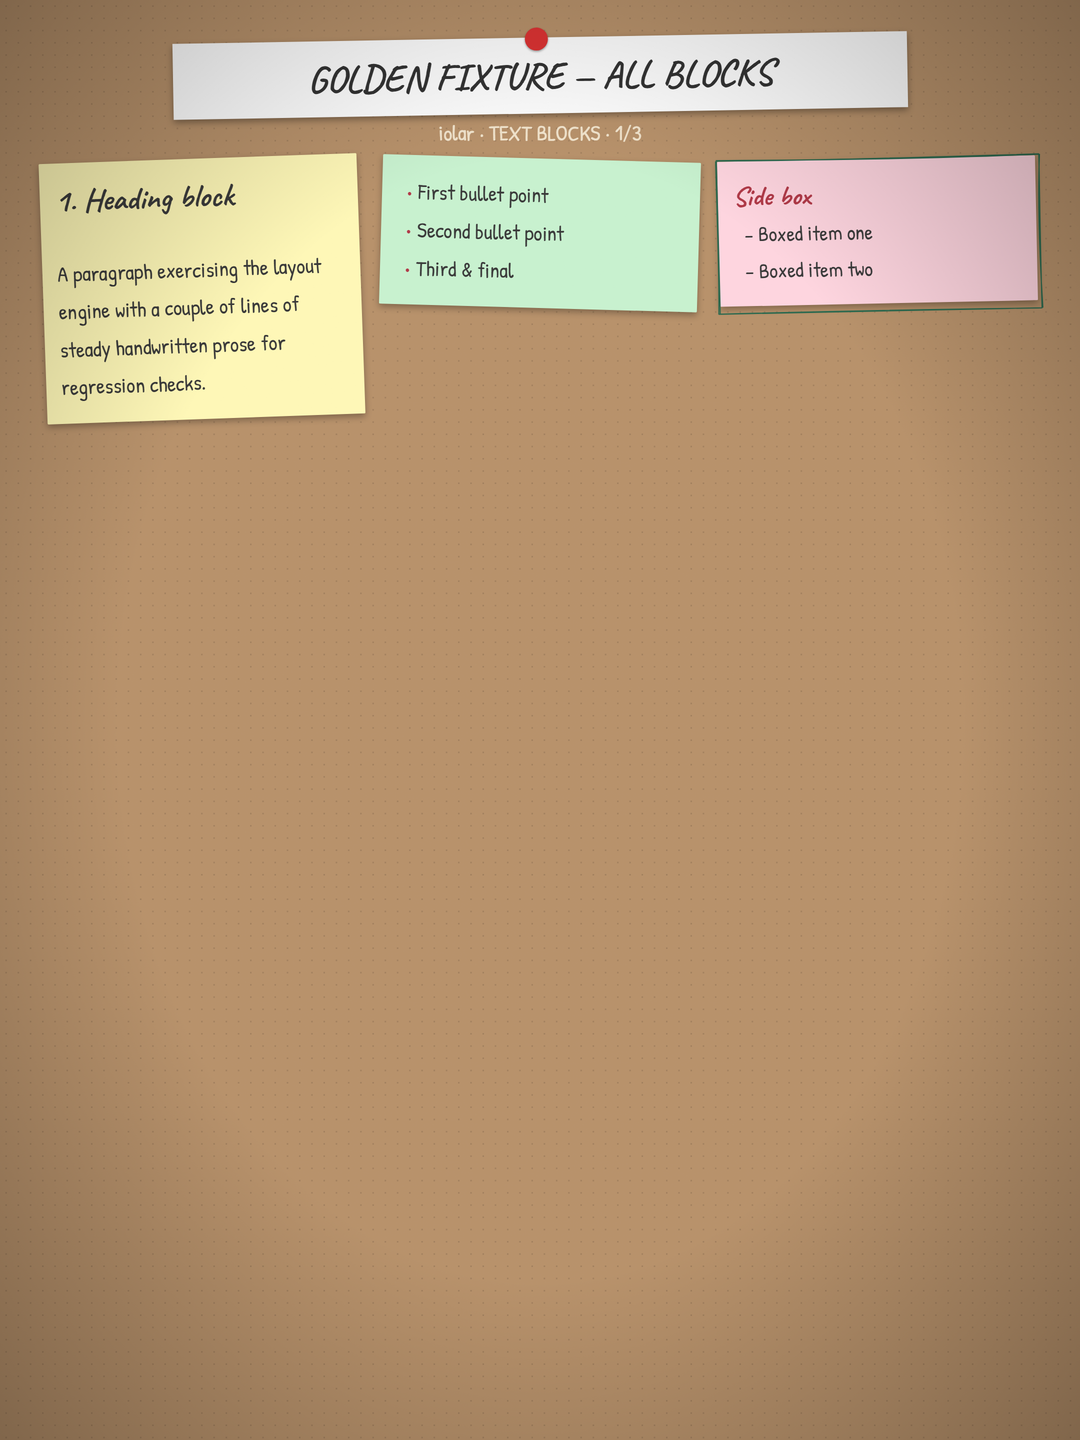 GOLDEN FIXTURE – ALL BLOCKS
iolar · TEXT BLOCKS · 1/3
1. Heading block
A paragraph exercising the layout
engine with a couple of lines of
steady handwritten prose for
regression checks.
• First bullet point
• Second bullet point
• Third & final
Side box
– Boxed item one
– Boxed item two